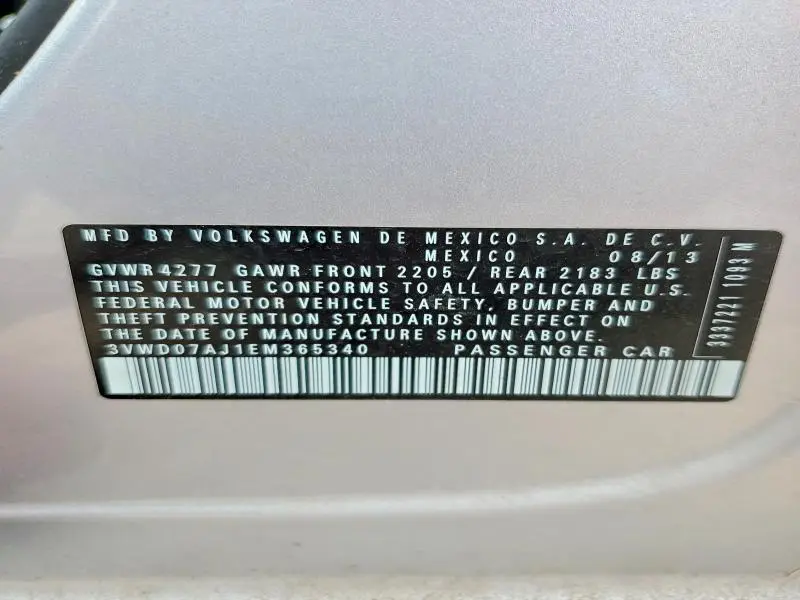 MFD BY VOLKSWAGEN DE MEXICO S.A. DE C.V.
MEXICO 08/13
GVWR4277 GAWR FRONT 2205 / REAR 2183 LBS
THIS VEHICLE CONFORMS TO ALL APPLICABLE U.S.
FEDERAL MOTOR VEHICLE SAFETY, BUMPER AND
THEFT PREVENTION STANDARDS IN EFFECT ON
THE DATE OF MANUFACTURE SHOWN ABOVE.
3VWD07AJ1EM365340 PASSENGER CAR
3337221 1093 M